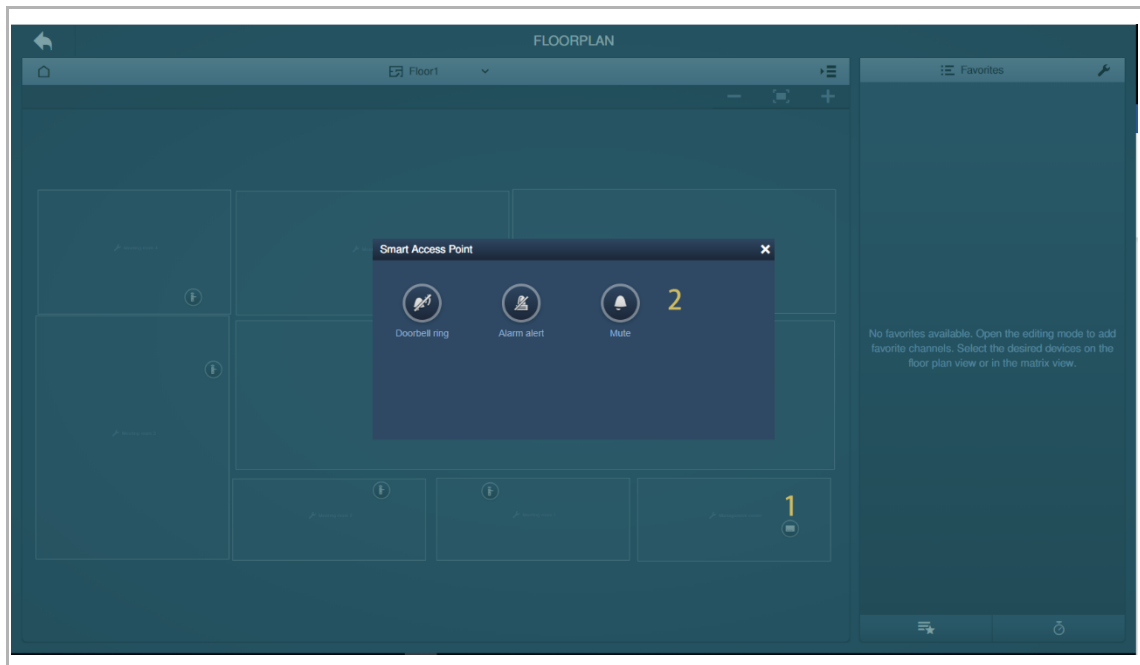 FLOORPLAN
Floor1
Favorites
Smart Access Point
2
Doorbell ring
Alarm alert
Mute
No favorites available. Open the editing mode to add
favorite channels. Select the desired devices on the
floor plan view or in the matrix view.
1